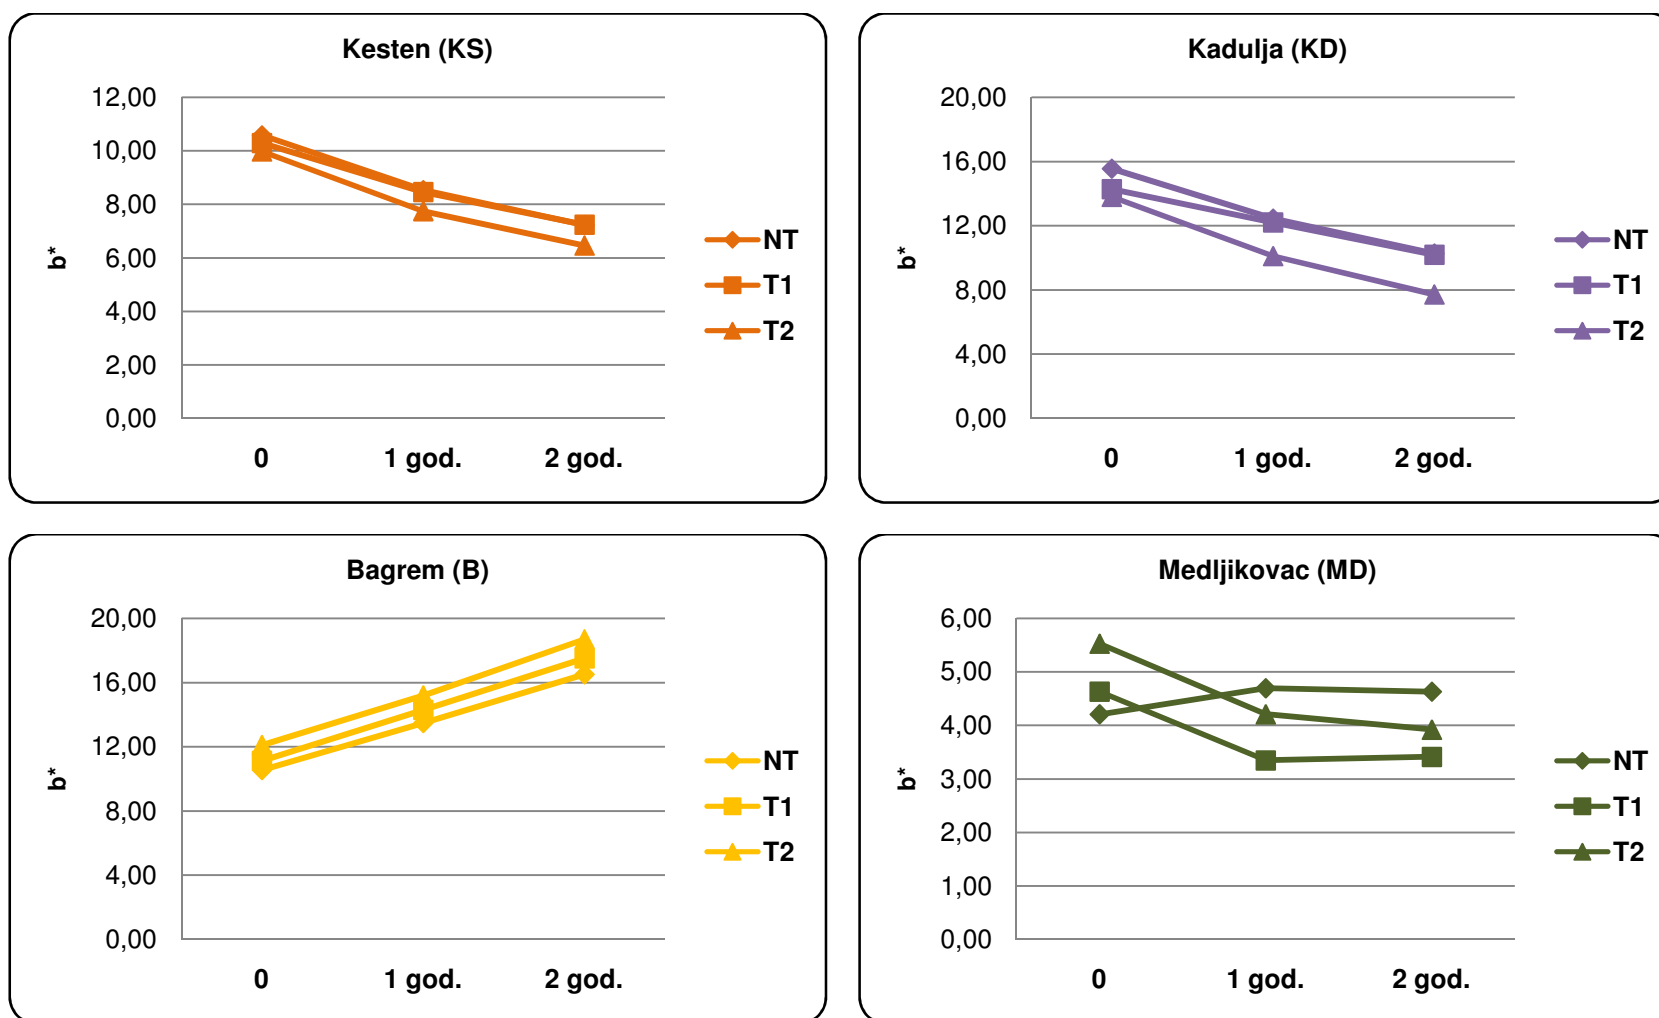 Kesten (KS)
12,00
10,00
8,00
6,00
4,00
2,00
0,00
b*
0 1 god. 2 god.
NT
T1
T2
Kadulja (KD)
20,00
16,00
12,00
8,00
4,00
0,00
b*
0 1 god. 2 god.
NT
T1
T2
Bagrem (B)
20,00
16,00
12,00
8,00
4,00
0,00
b*
0 1 god. 2 god.
NT
T1
T2
Medljikovac (MD)
6,00
5,00
4,00
3,00
2,00
1,00
0,00
b*
0 1 god. 2 god.
NT
T1
T2